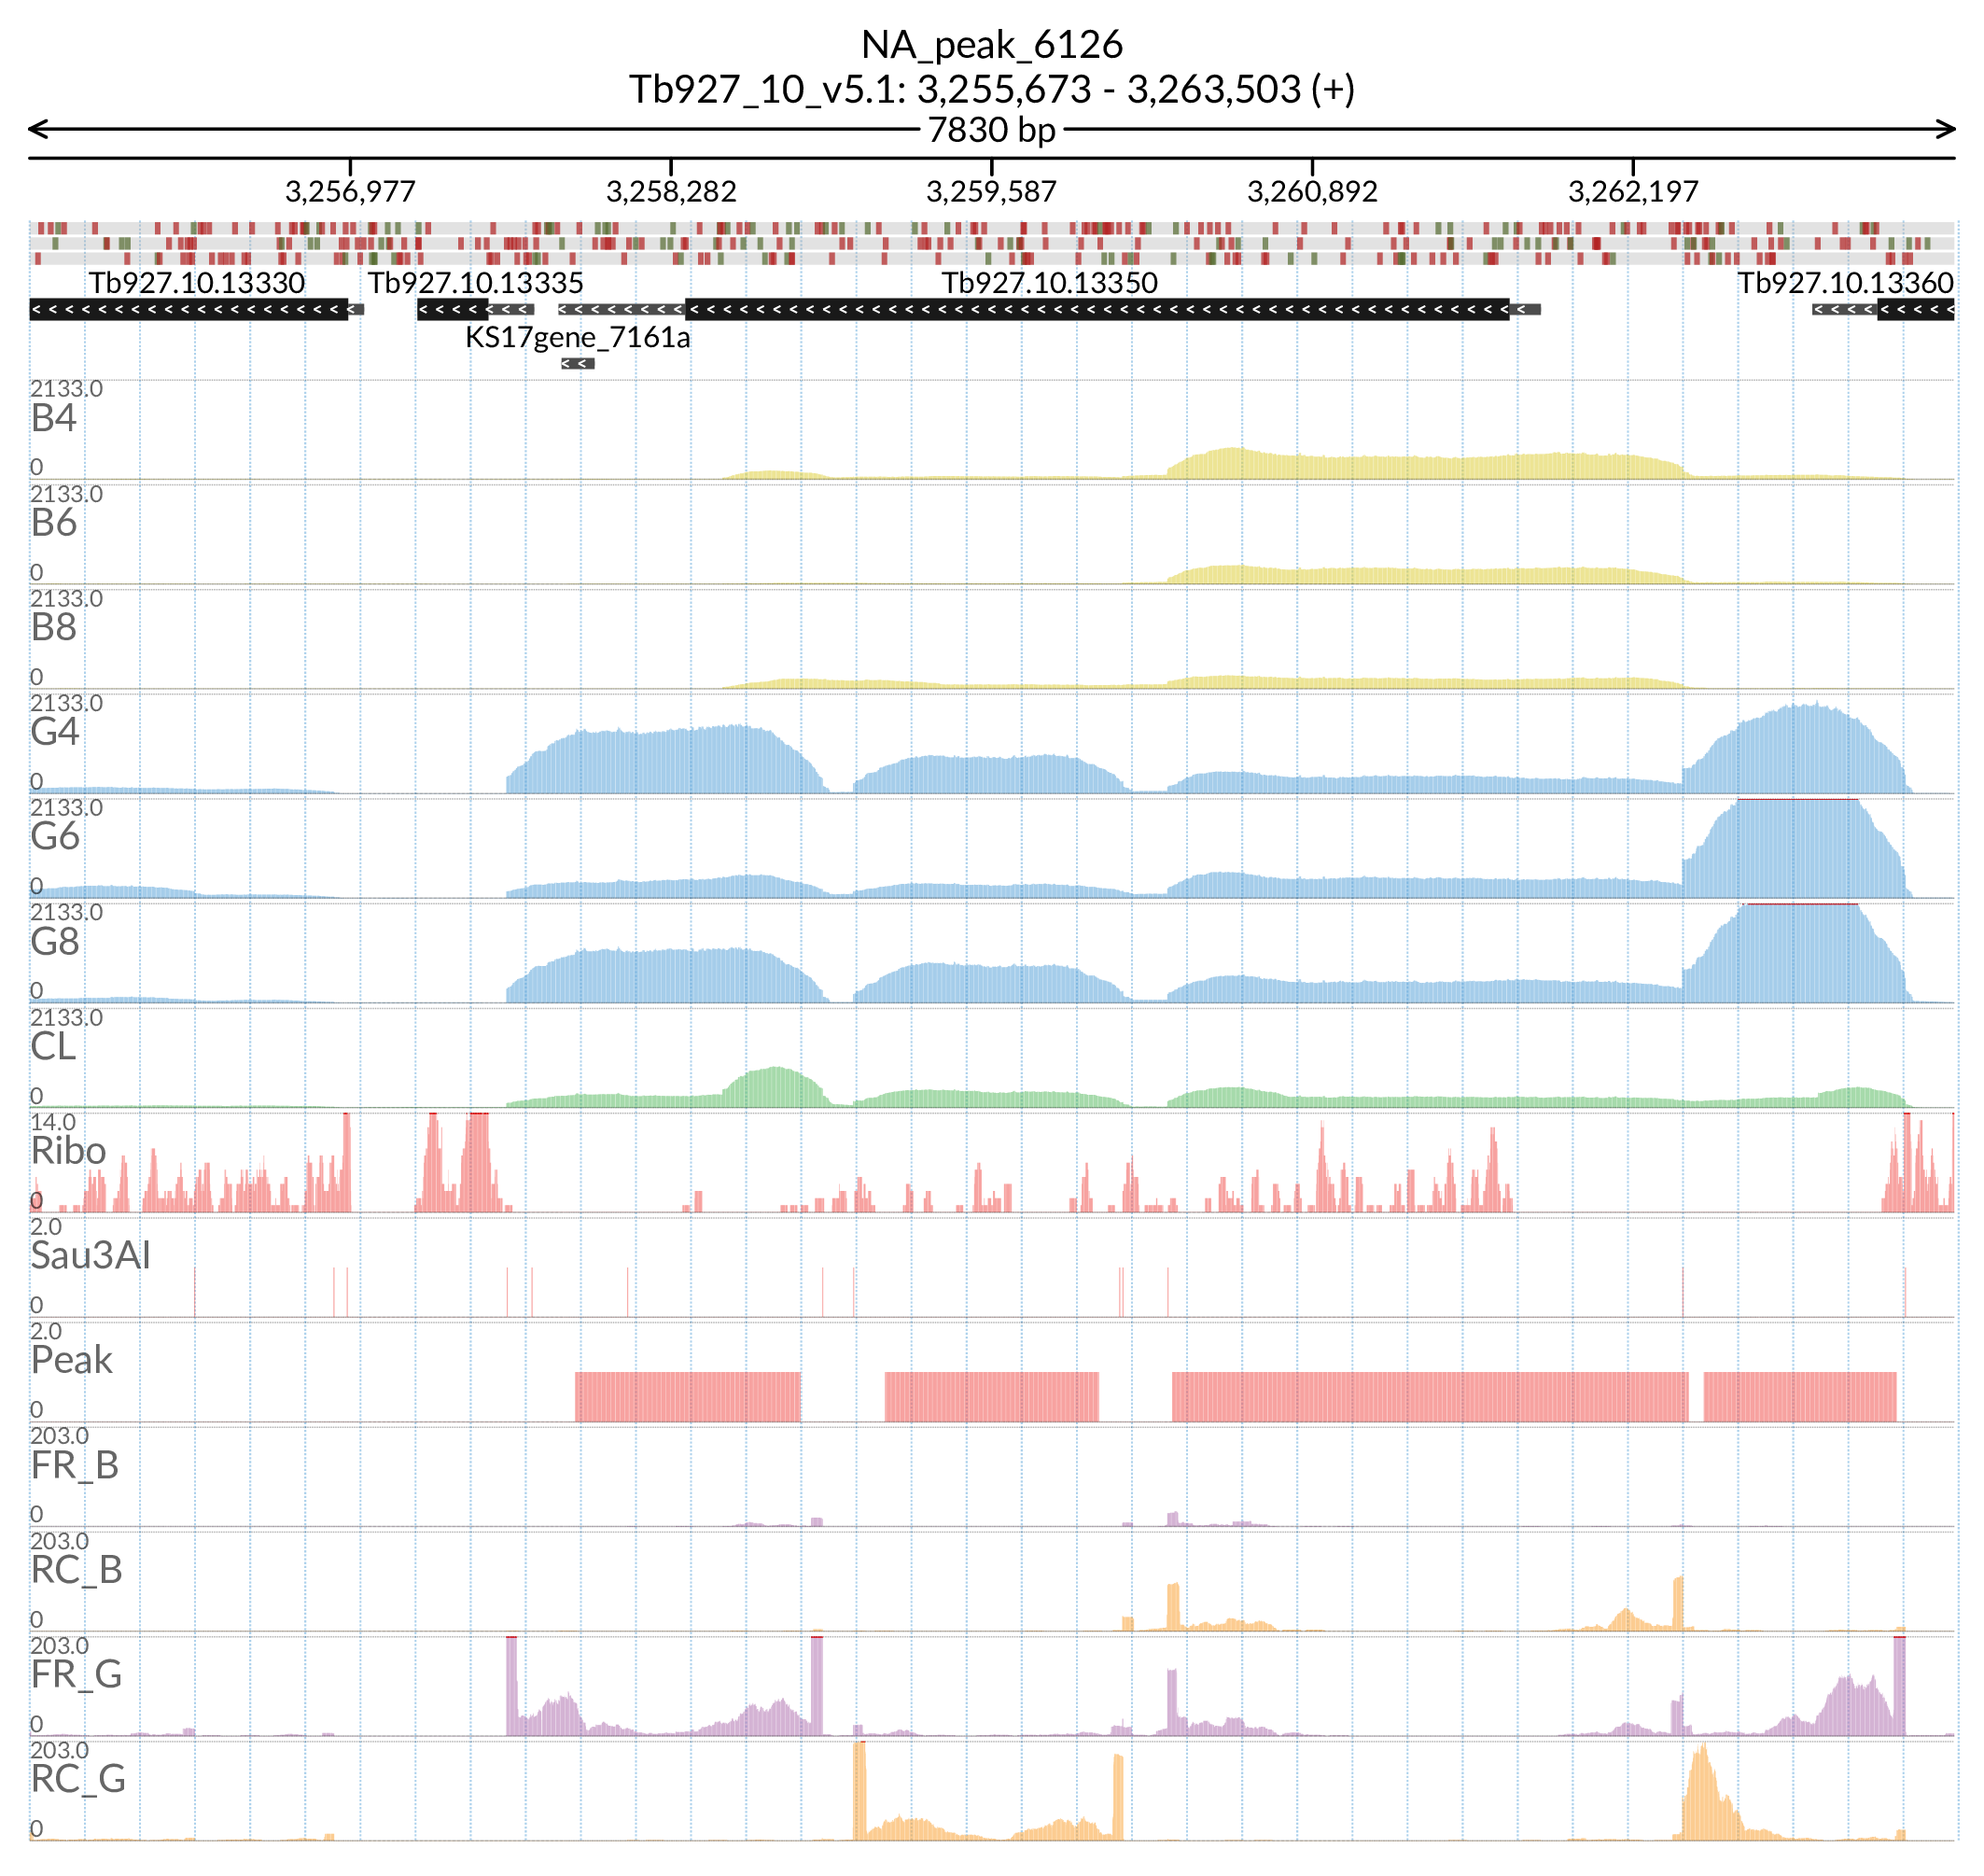 NA_peak_6126
Tb927_10_v5.1: 3,255,673 - 3,263,503 (+)
7830 bp
3,256,977 3,258,282 3,259,587 3,260,892 3,262,197
Tb927.10.13330 Tb927.10.13335 Tb927.10.13350 Tb927.10.13360
KS17gene_7161a
2133.0
B4
0
2133.0
B6
0
2133.0
B8
0
2133.0
G4
0
2133.0
G6
0
2133.0
G8
0
2133.0
CL
0
14.0
Ribo
0
2.0
Sau3AI
0
2.0
Peak
0
203.0
FR_B
0
203.0
RC_B
0
203.0
FR_G
0
203.0
RC_G
0